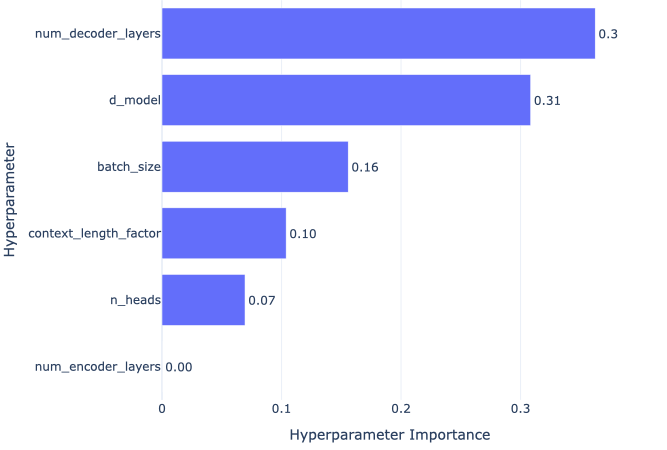 num_decoder_layers 0.3
d_model 0.31
batch_size 0.16
context_length_factor 0.10
n_heads 0.07
num_encoder_layers 0.00
0 0.1 0.2 0.3
Hyperparameter Importance
Hyperparameter